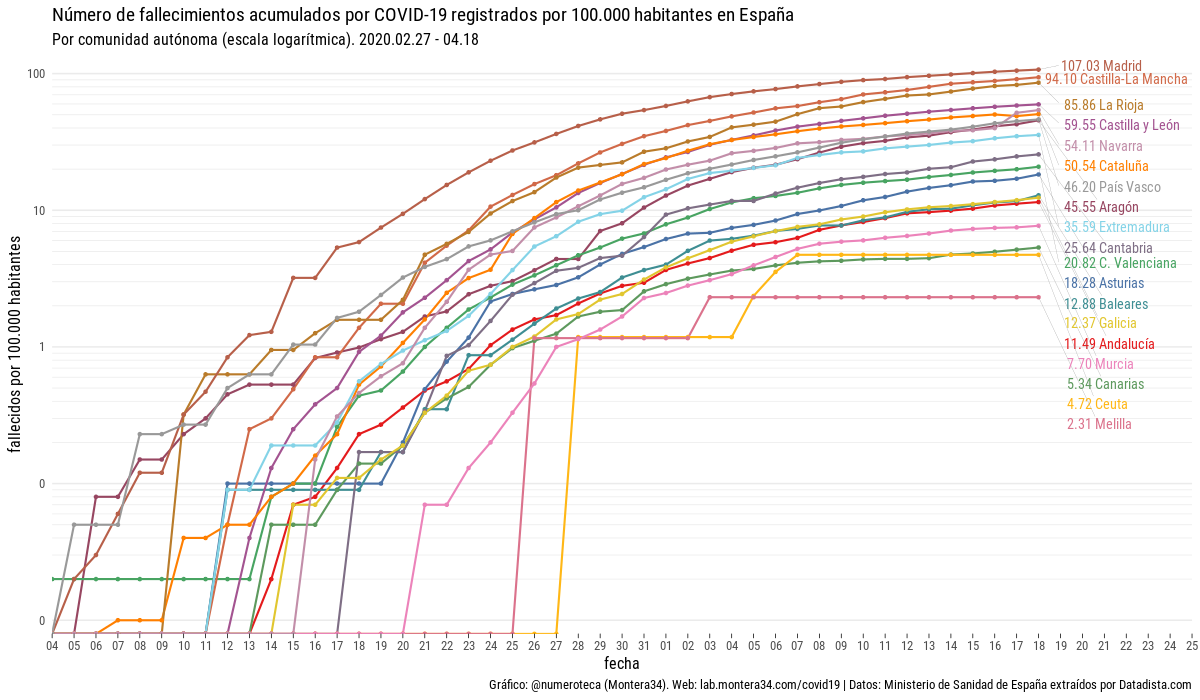 Número de fallecimientos acumulados por COVID-19 registrados por 100.000 habitantes en España
Por comunidad autónoma (escala logarítmica). 2020.02.27 - 04.18
fallecidos por 100.000 habitantes
100
10
1
0
0
107.03 Madrid
94.10 Castilla-La Mancha
85.86 La Rioja
59.55 Castilla y León
54.11 Navarra
50.54 Cataluña
46.20 País Vasco
45.55 Aragón
35.59 Extremadura
25.64 Cantabria
20.82 C. Valenciana
18.28 Asturias
12.88 Baleares
12.37 Galicia
11.49 Andalucía
7.70 Murcia
5.34 Canarias
4.72 Ceuta
2.31 Melilla
04 05 06 07 08 09 10 11 12 13 14 15 16 17 18 19 20 21 22 23 24 25 26 27 28 29 30 31 01 02 03 04 05 06 07 08 09 10 11 12 13 14 15 16 17 18 19 20 21 22 23 24 25
fecha
Gráfico: @numeroteca (Montera34). Web: lab.montera34.com/covid19 | Datos: Ministerio de Sanidad de España extraídos por Datadista.com